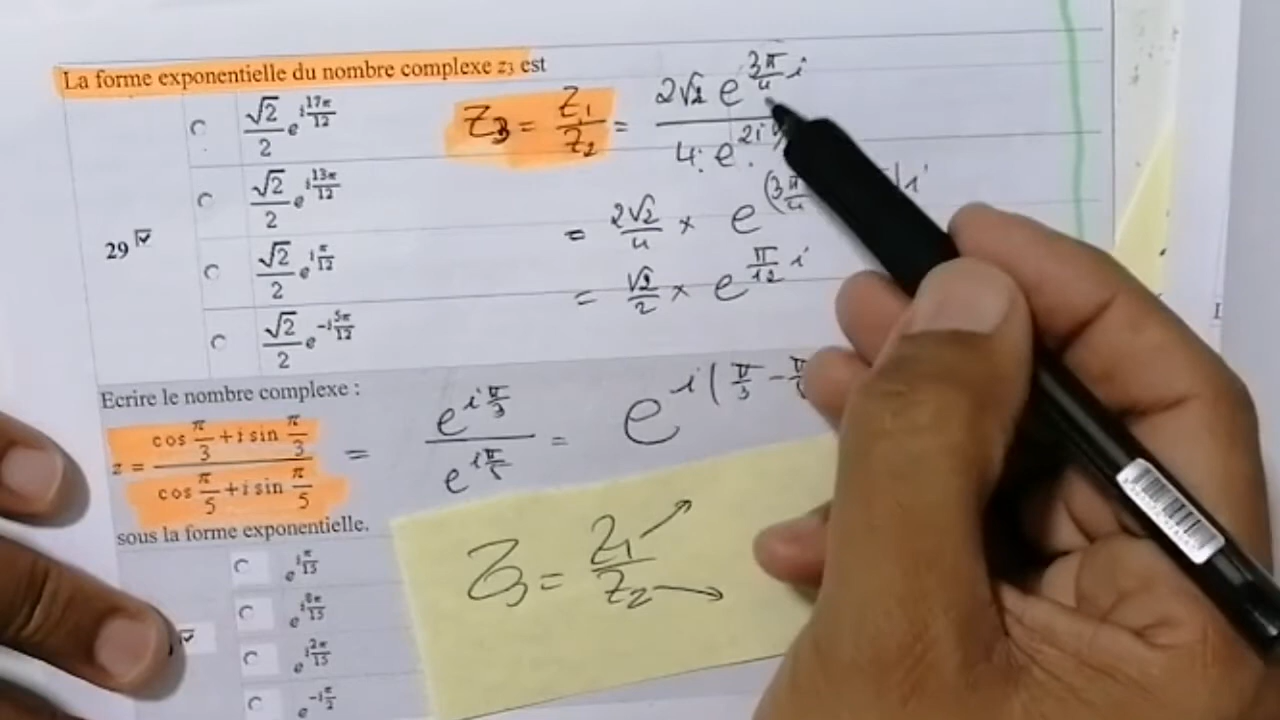 La forme exponentielle du nombre complexe z₃ est
√2/2 e^(i17π/12)
Z₃ = Z₁/Z₂ = 2√2 e^(3π/4 i) / 4 . e^(2i
√2/2 e^(i13π/12)
= 2√2/4 × e^(3π/4 )i
29
√2/2 e^(iπ/12)
= √2/2 × e^(π/12 i)
√2/2 e^(-i5π/12)
Ecrire le nombre complexe :
z = (cos π/3 + i sin π/3) / (cos π/5 + i sin π/5) = e^(iπ/3) / e^(iπ/5) = e^(i(π/3 -
sous la forme exponentielle.
Z₃ = Z₁/Z₂
e^(iπ/15)
e^(i8π/15)
e^(i2π/15)
e^(-iπ/2)